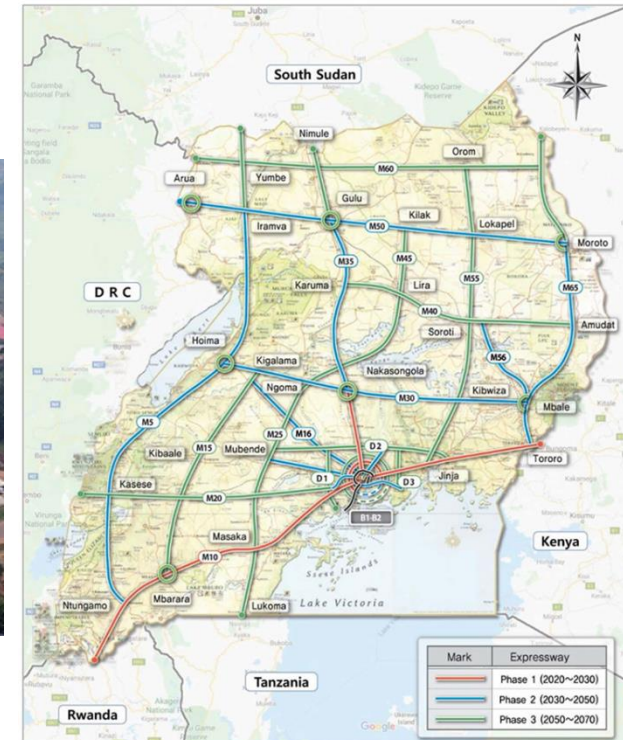 Juba
South Sudan
N
Nimule
Orom
M60
Arua
Yumbe
Gulu
Kilak
Lokapel
Iramva
M50
Moroto
M35
M45
M55
M65
Karuma
Lira
D R C
M40
Soroti
Amudat
Hoima
M56
Kigalama
Nakasongola
Ngoma
M30
Kibwiza
Mbale
M5
M16
M25
Kibaale
M15
Mubende
D2
Tororo
Kasese
D1
D3
Jinja
M20
B1-B2
Masaka
Kenya
M10
Ssese Islands
Ntungamo
Mbarara
Lukoma
Lake Victoria
Mark Expressway
Phase 1 (2020~2030)
Phase 2 (2030~2050)
Phase 3 (2050~2070)
Tanzania
Rwanda
Google